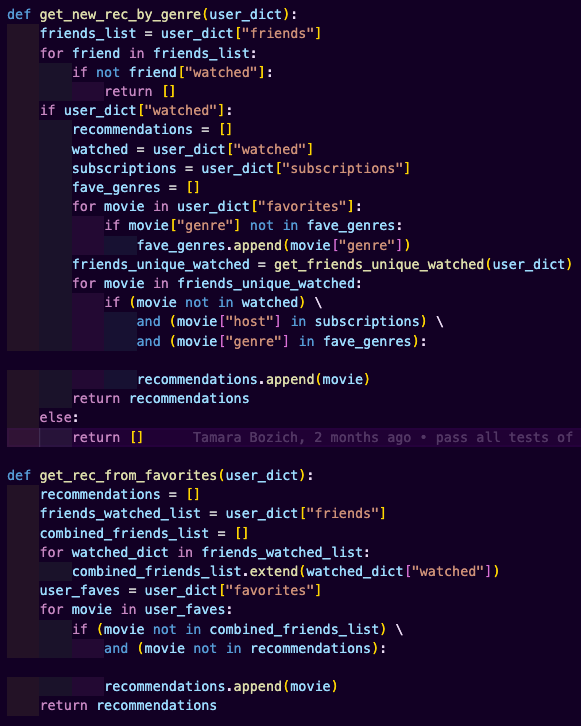 def get_new_rec_by_genre(user_dict):
    friends_list = user_dict["friends"]
    for friend in friends_list:
        if not friend["watched"]:
            return []
    if user_dict["watched"]:
        recommendations = []
        watched = user_dict["watched"]
        subscriptions = user_dict["subscriptions"]
        fave_genres = []
        for movie in user_dict["favorites"]:
            if movie["genre"] not in fave_genres:
                fave_genres.append(movie["genre"])
        friends_unique_watched = get_friends_unique_watched(user_dict)
        for movie in friends_unique_watched:
            if (movie not in watched) \
                and (movie["host"] in subscriptions) \
                and (movie["genre"] in fave_genres):

                recommendations.append(movie)
        return recommendations
    else:
        return []      Tamara Bozich, 2 months ago • pass all tests of

def get_rec_from_favorites(user_dict):
    recommendations = []
    friends_watched_list = user_dict["friends"]
    combined_friends_list = []
    for watched_dict in friends_watched_list:
        combined_friends_list.extend(watched_dict["watched"])
    user_faves = user_dict["favorites"]
    for movie in user_faves:
        if (movie not in combined_friends_list) \
            and (movie not in recommendations):

            recommendations.append(movie)
    return recommendations